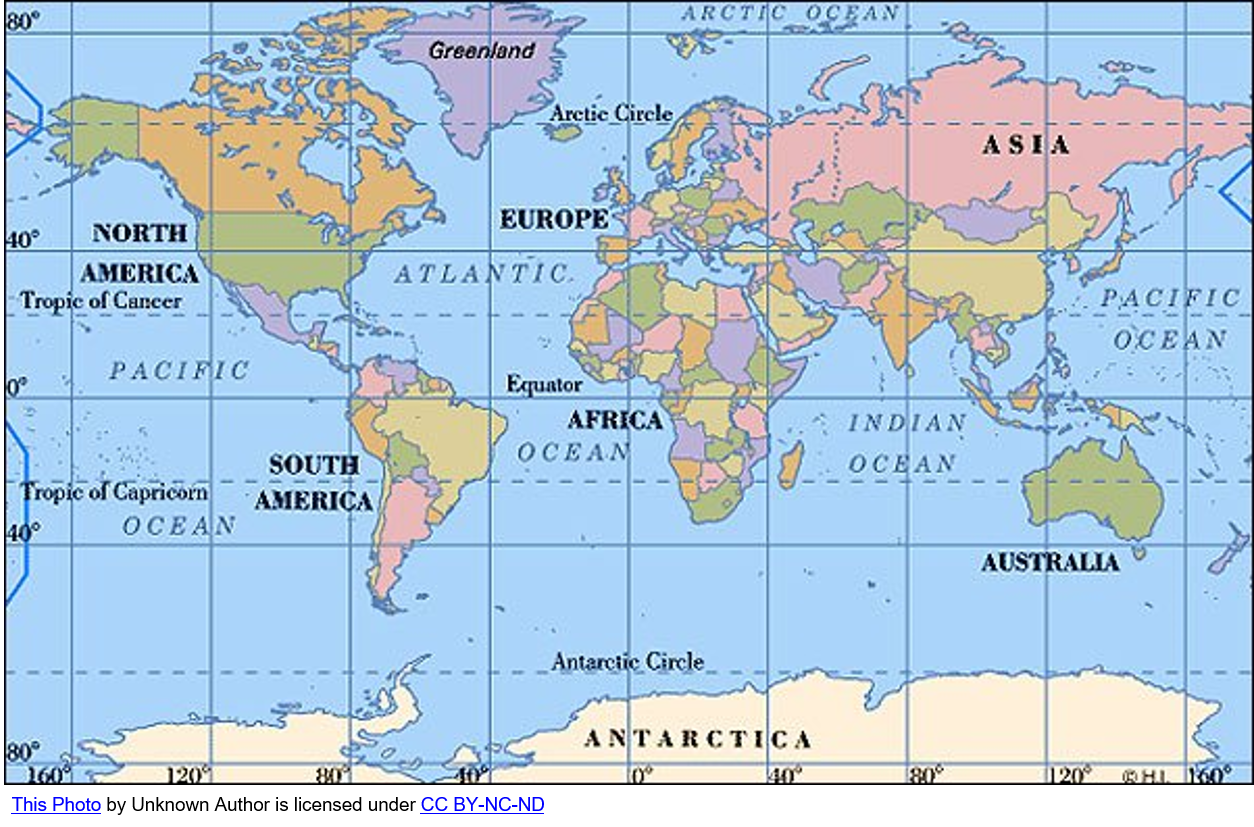 80°
ARCTIC OCEAN
Greenland
Arctic Circle
ASIA
EUROPE
NORTH
AMERICA
40°
ATLANTIC
Tropic of Cancer
PACIFIC
OCEAN
PACIFIC
0°
Equator
AFRICA
INDIAN
OCEAN
OCEAN
SOUTH
AMERICA
Tropic of Capricorn
OCEAN
40°
AUSTRALIA
Antarctic Circle
ANTARCTICA
80°
160° 120° 80° 40° 0° 40° 80° 120° © H.I. 160°
This Photo by Unknown Author is licensed under CC BY-NC-ND